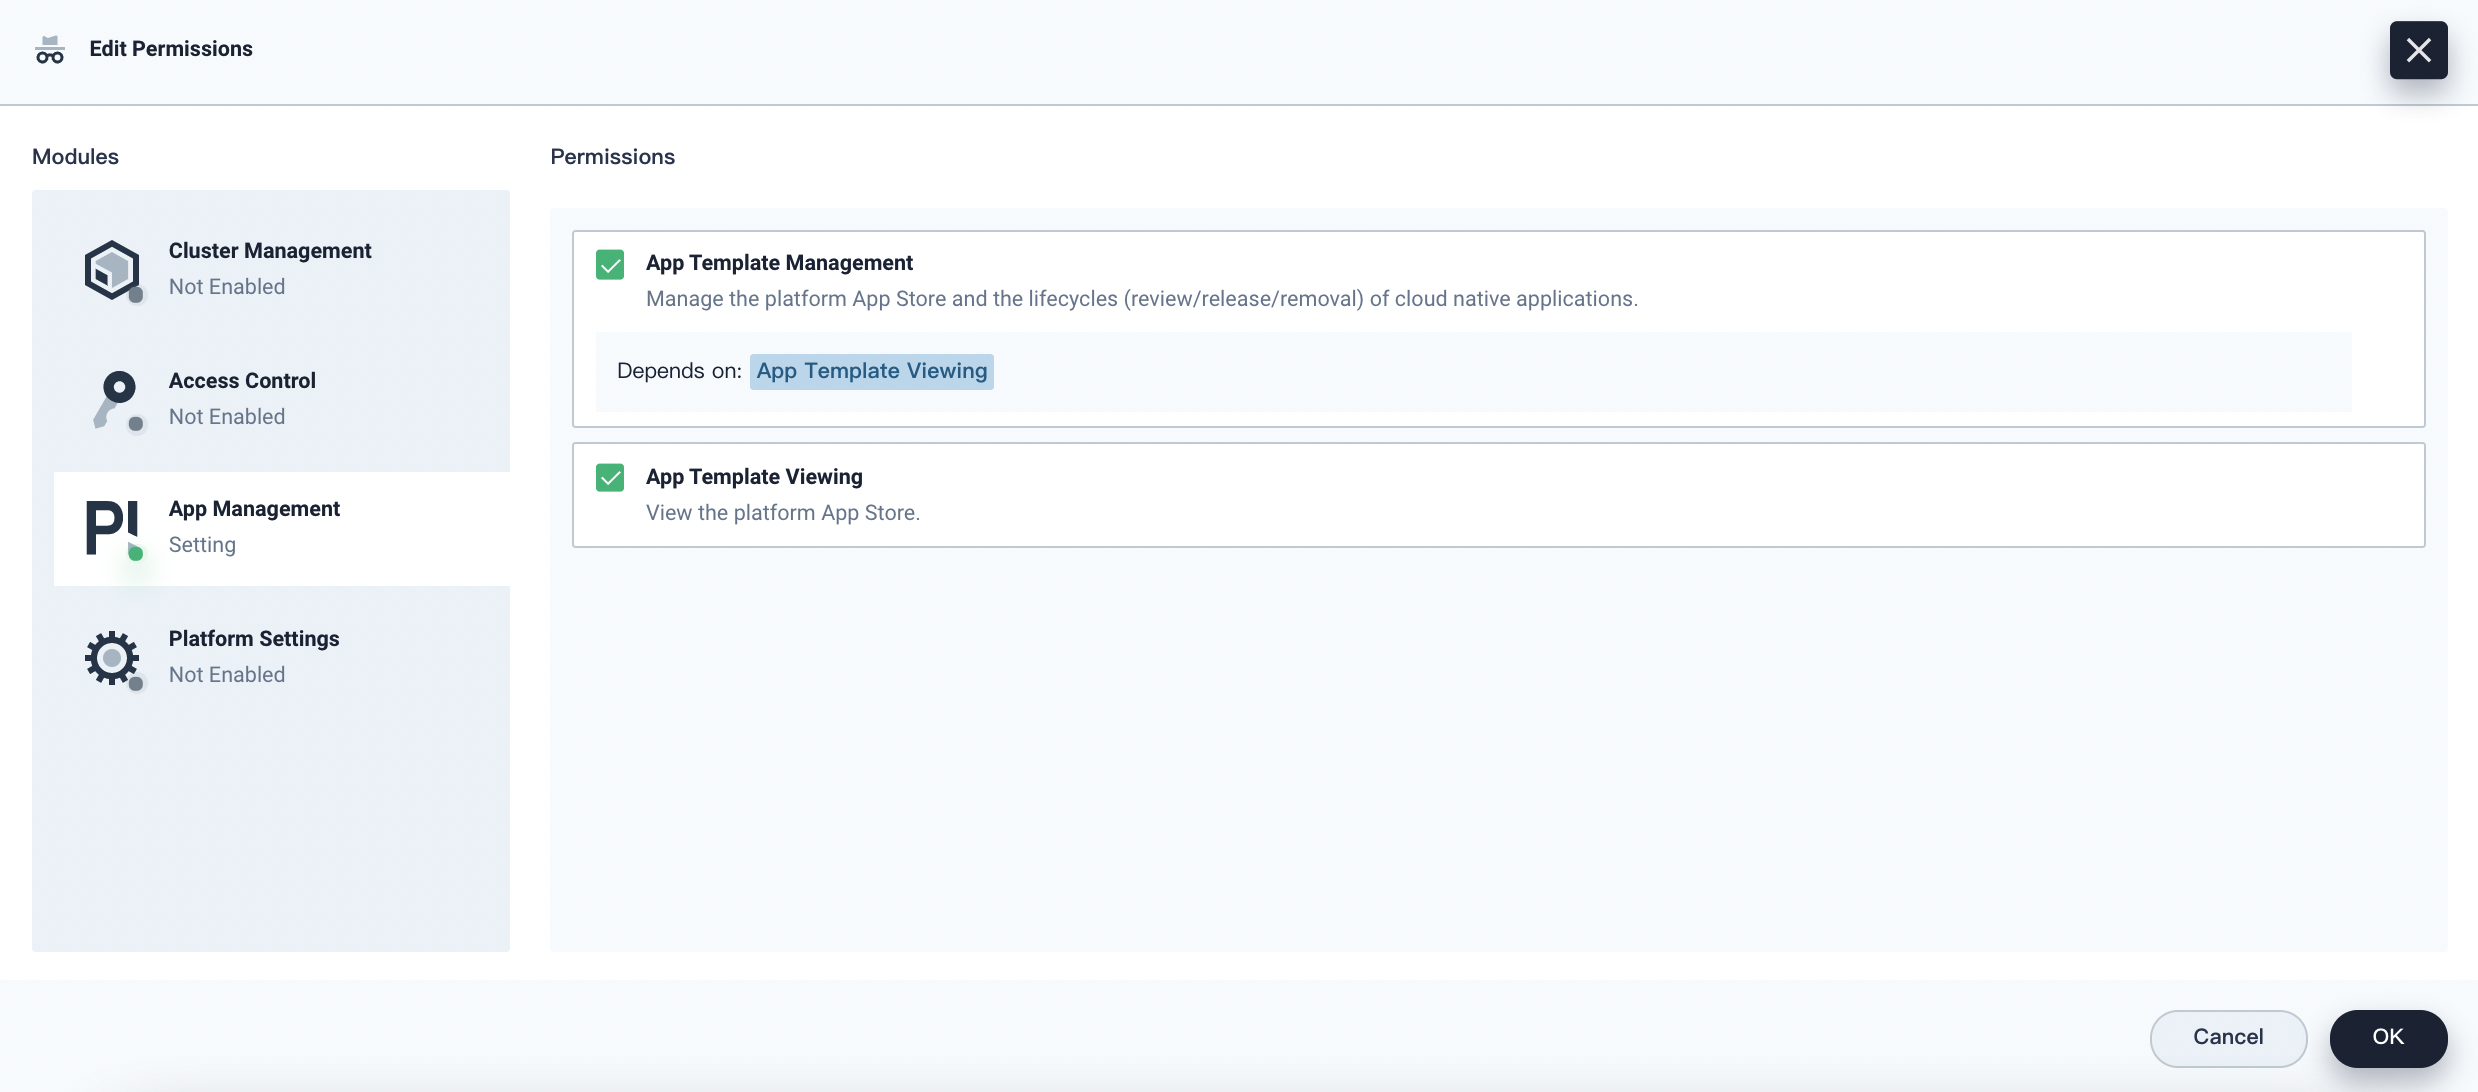 Edit Permissions
Modules
Cluster Management
Not Enabled
Access Control
Not Enabled
App Management
Setting
Platform Settings
Not Enabled
Permissions
App Template Management
Manage the platform App Store and the lifecycles (review/release/removal) of cloud native applications.
Depends on: App Template Viewing
App Template Viewing
View the platform App Store.
Cancel
OK